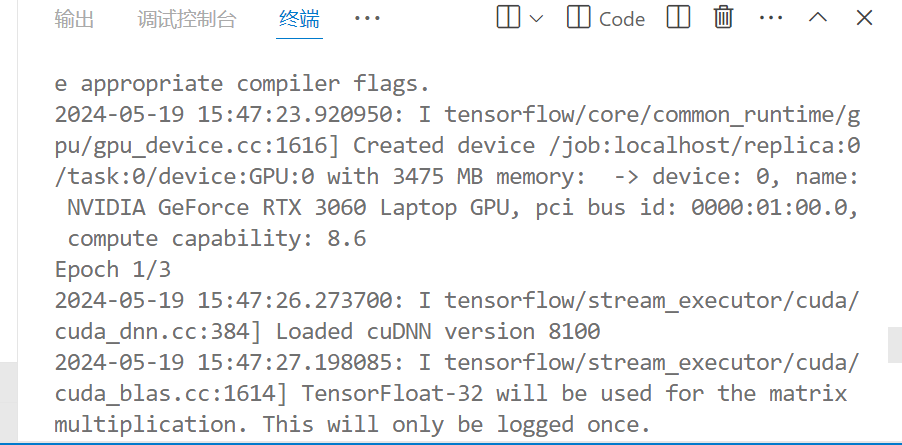 输出 调试控制台 终端 ··· Code ···
e appropriate compiler flags.
2024-05-19 15:47:23.920950: I tensorflow/core/common_runtime/g
pu/gpu_device.cc:1616] Created device /job:localhost/replica:0
/task:0/device:GPU:0 with 3475 MB memory:  -> device: 0, name:
 NVIDIA GeForce RTX 3060 Laptop GPU, pci bus id: 0000:01:00.0,
 compute capability: 8.6
Epoch 1/3
2024-05-19 15:47:26.273700: I tensorflow/stream_executor/cuda/
cuda_dnn.cc:384] Loaded cuDNN version 8100
2024-05-19 15:47:27.198085: I tensorflow/stream_executor/cuda/
cuda_blas.cc:1614] TensorFloat-32 will be used for the matrix
multiplication. This will only be logged once.